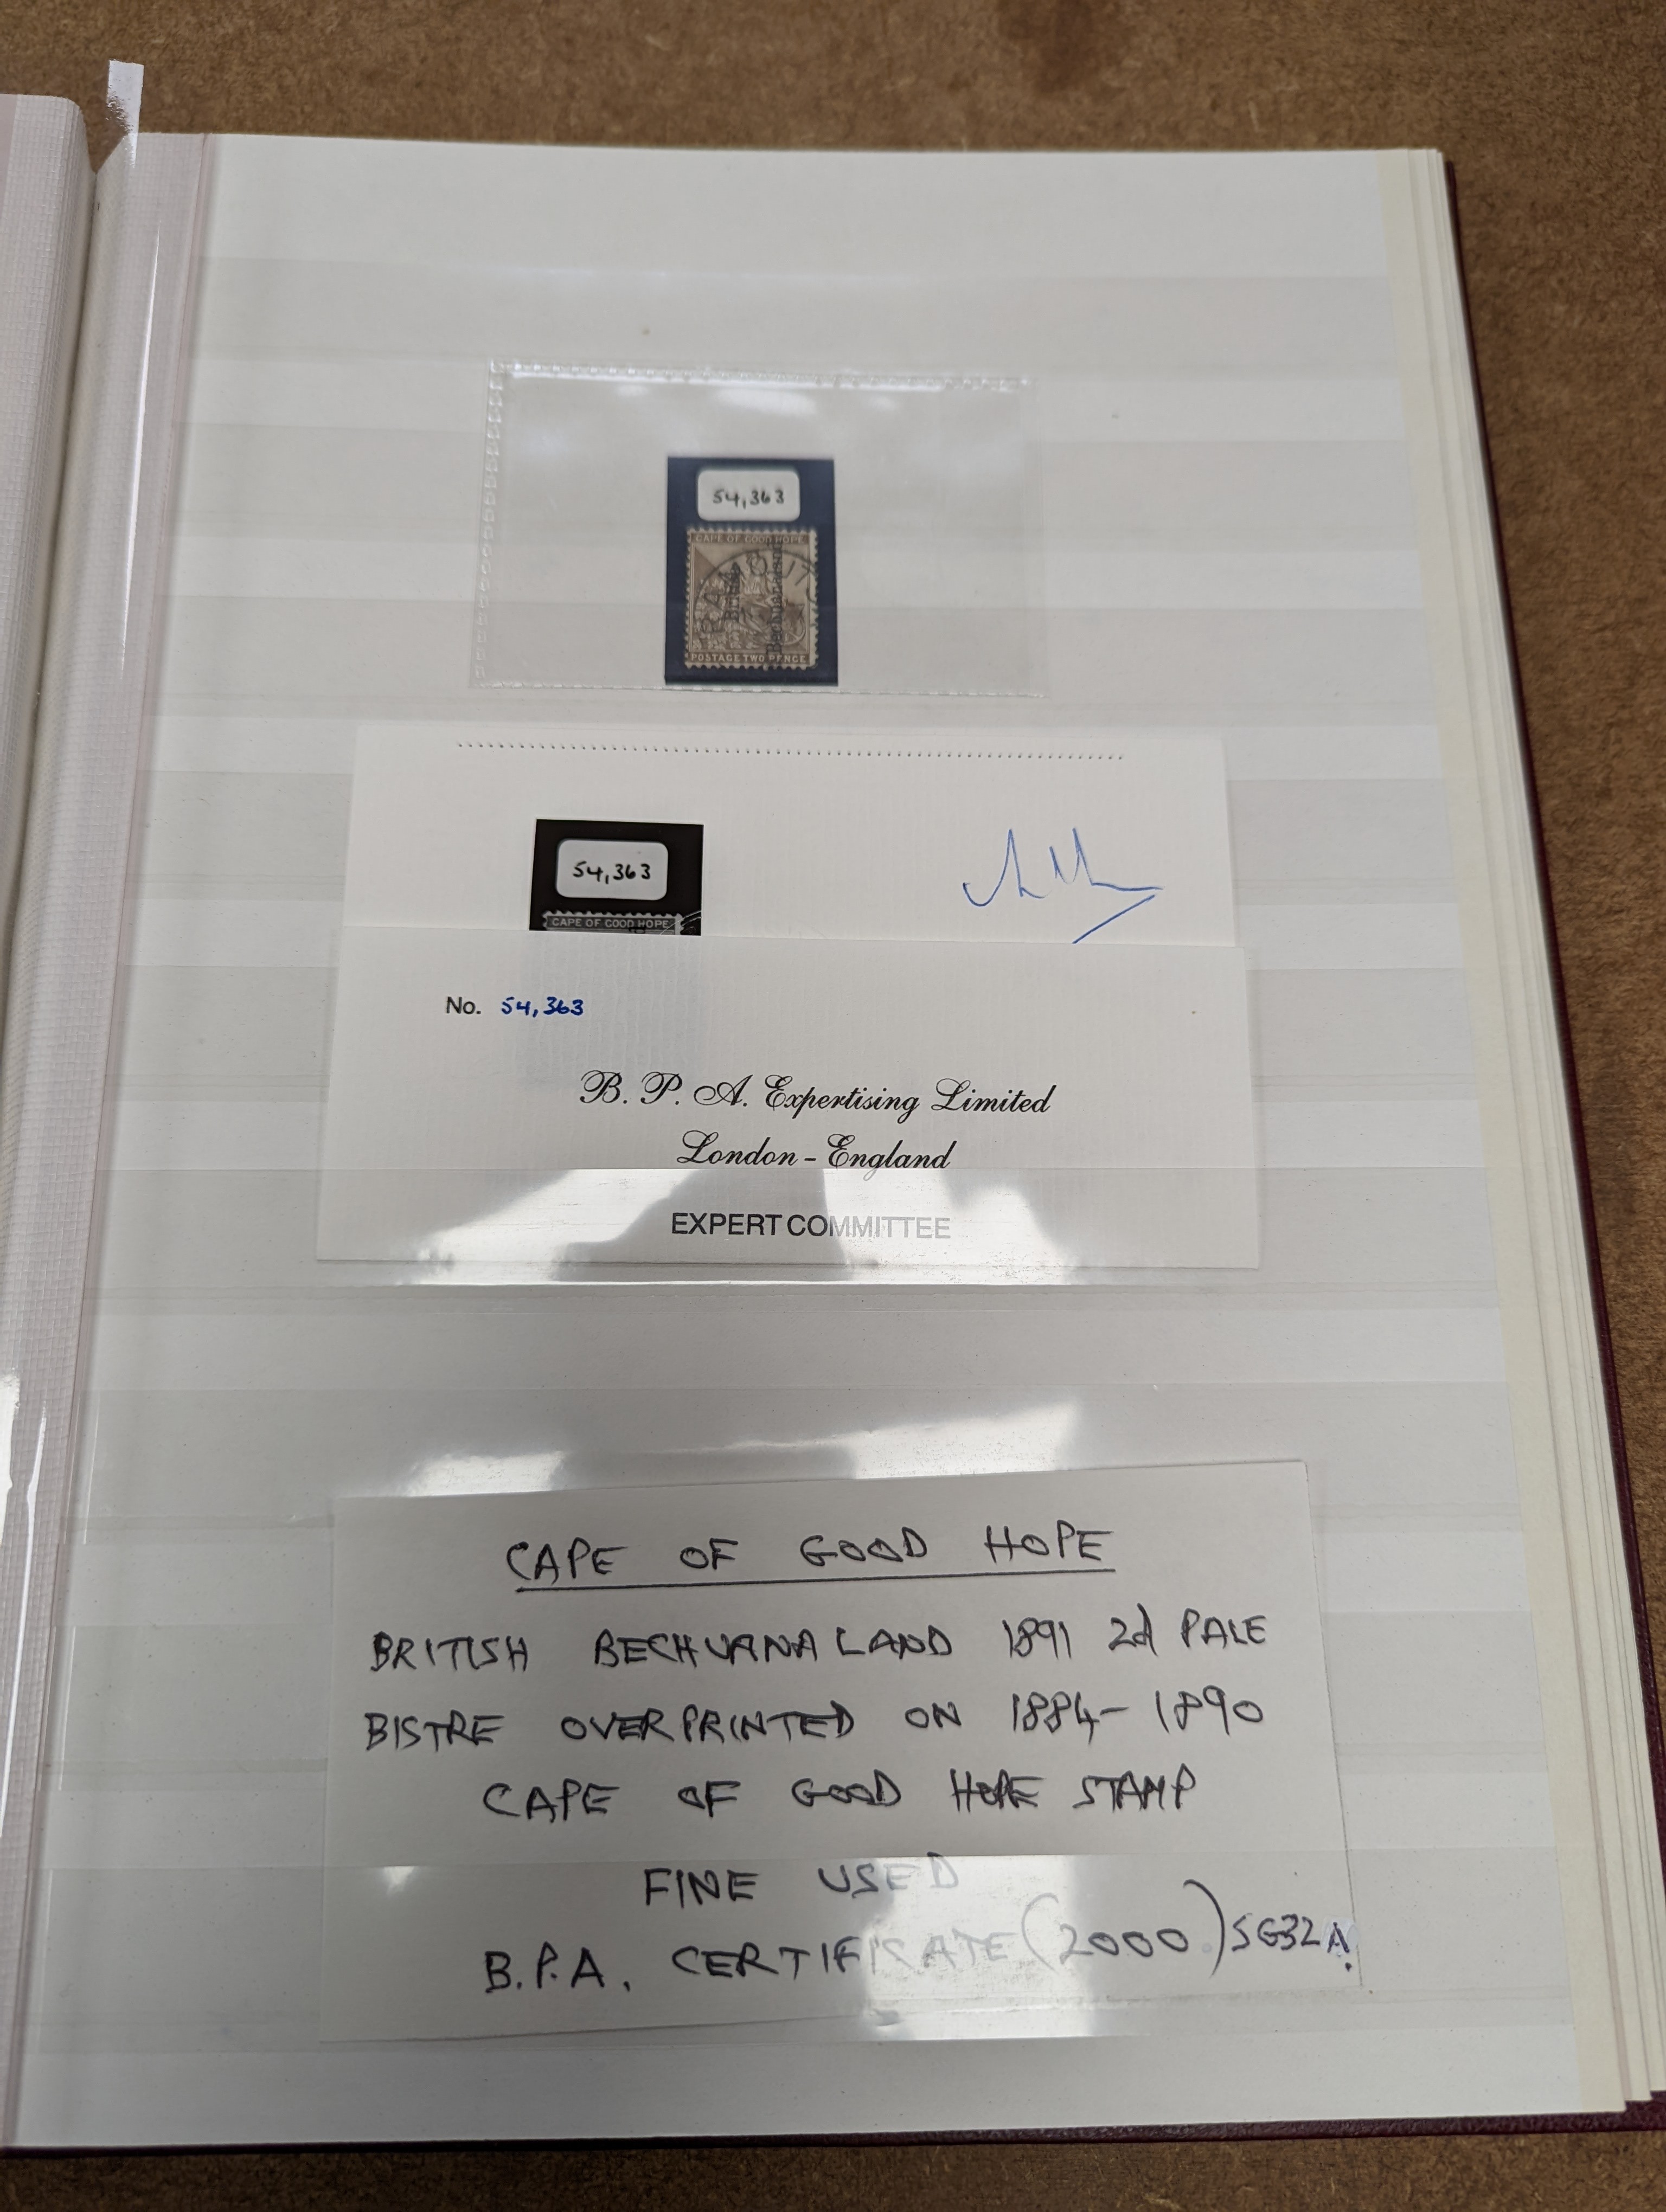 54,363
CAPE OF GOOD HOPE
British
Bechuanaland
POSTAGE TWO PENCE
54,363
CAPE OF GOOD HOPE
No. 54,363
B. P. A. Expertising Limited
London - England
EXPERT COMMITTEE
CAPE OF GOOD HOPE
BRITISH BECHUANALAND 1891 2d PALE
BISTRE OVERPRINTED ON 1884-1890
CAPE OF GOOD HOPE STAMP
FINE USED
B.P.A. CERTIFICATE (2000) SG32A.